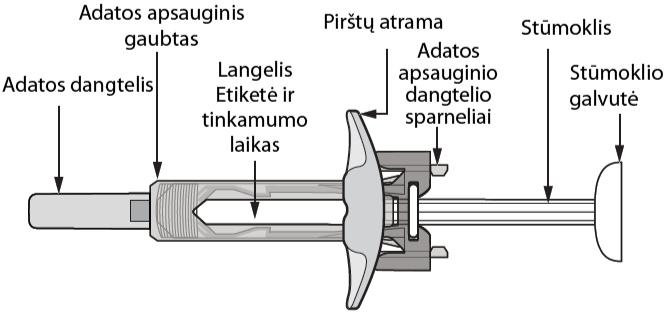 Adatos dangtelis
Adatos apsauginis
gaubtas
Langelis
Etiketė ir
tinkamumo
laikas
Pirštų atrama
Adatos
apsauginio
dangtelio
sparneliai
Stūmoklis
Stūmoklio
galvutė